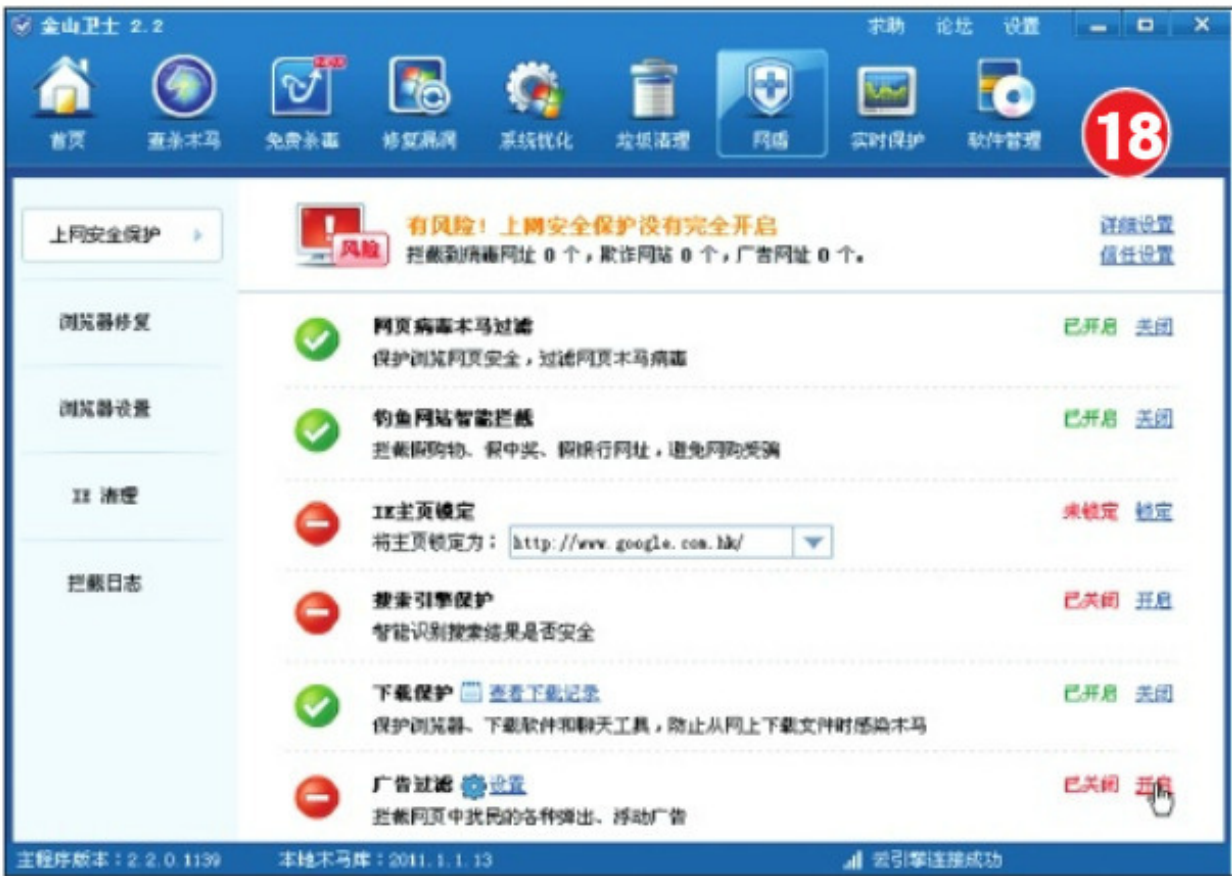 金山卫士 2.2
求助 论坛 设置
首页 查杀木马 免费杀毒 修复漏洞 系统优化 垃圾清理 网盾 实时保护 软件管理
18
上网安全保护
浏览器修复
浏览器设置
IE 清理
拦截日志
有风险！上网安全保护没有完全开启
风险
拦截到病毒网址 0 个，欺诈网站 0 个，广告网址 0 个。
详细设置
信任设置
网页病毒木马过滤
已开启 关闭
保护浏览网页安全，过滤网页木马病毒
钓鱼网站智能拦截
已开启 关闭
拦截假购物、假中奖、假银行网址，避免网购受骗
IE主页锁定
未锁定 锁定
将主页锁定为： http://www.google.com.hk/
搜索引擎保护
已关闭 开启
智能识别搜索结果是否安全
下载保护 查看下载记录
已开启 关闭
保护浏览器、下载软件和聊天工具，防止从网上下载文件时感染木马
广告过滤 设置
已关闭 开启
拦截网页中扰民的各种弹出、浮动广告
主程序版本：2.2.0.1139 本地木马库：2011.1.1.13 云引擎连接成功